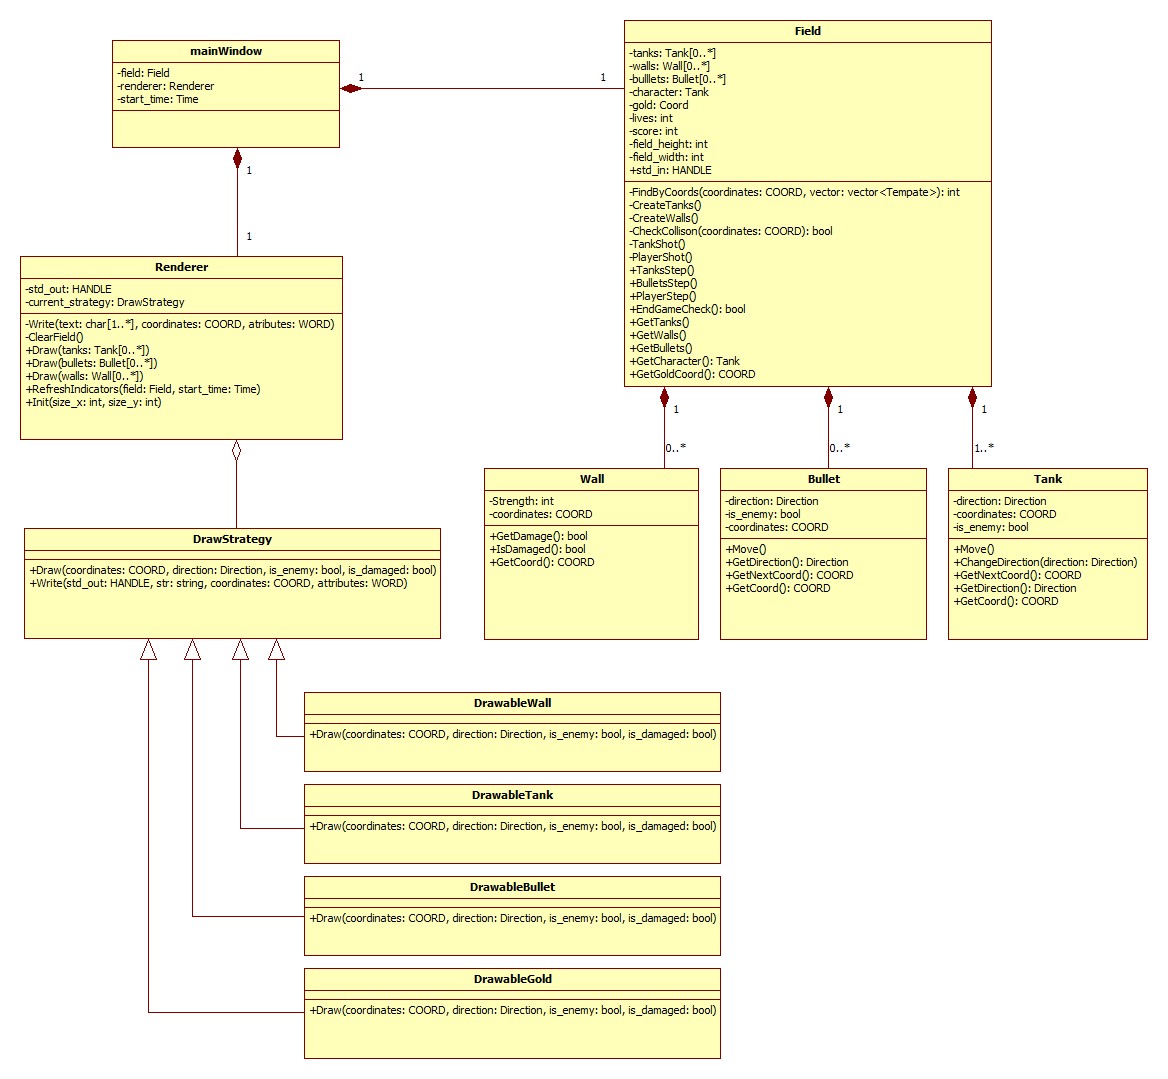 mainWindow
-field: Field
-renderer: Renderer
-start_time: Time
1
1
1
1
Field
-tanks: Tank[0..*]
-walls: Wall[0..*]
-bulllets: Bullet[0..*]
-character: Tank
-gold: Coord
-lives: int
-score: int
-field_height: int
-field_width: int
+std_in: HANDLE
-FindByCoords(coordinates: COORD, vector: vector<Tempate>): int
-CreateTanks()
-CreateWalls()
-CheckCollison(coordinates: COORD): bool
-TankShot()
-PlayerShot()
+TanksStep()
+BulletsStep()
+PlayerStep()
+EndGameCheck(): bool
+GetTanks()
+GetWalls()
+GetBullets()
+GetCharacter(): Tank
+GetGoldCoord(): COORD
Renderer
-std_out: HANDLE
-current_strategy: DrawStrategy
-Write(text: char[1..*], coordinates: COORD, atributes: WORD)
-ClearField()
+Draw(tanks: Tank[0..*])
+Draw(bullets: Bullet[0..*])
+Draw(walls: Wall[0..*])
+RefreshIndicators(field: Field, start_time: Time)
+Init(size_x: int, size_y: int)
1
0..*
1
0..*
1
1..*
Wall
-Strength: int
-coordinates: COORD
+GetDamage(): bool
+IsDamaged(): bool
+GetCoord(): COORD
Bullet
-direction: Direction
-is_enemy: bool
-coordinates: COORD
+Move()
+GetDirection(): Direction
+GetNextCoord(): COORD
+GetCoord(): COORD
Tank
-direction: Direction
-coordinates: COORD
-is_enemy: bool
+Move()
+ChangeDirection(direction: Direction)
+GetNextCoord(): COORD
+GetDirection(): Direction
+GetCoord(): COORD
DrawStrategy
+Draw(coordinates: COORD, direction: Direction, is_enemy: bool, is_damaged: bool)
+Write(std_out: HANDLE, str: string, coordinates: COORD, attributes: WORD)
DrawableWall
+Draw(coordinates: COORD, direction: Direction, is_enemy: bool, is_damaged: bool)
DrawableTank
+Draw(coordinates: COORD, direction: Direction, is_enemy: bool, is_damaged: bool)
DrawableBullet
+Draw(coordinates: COORD, direction: Direction, is_enemy: bool, is_damaged: bool)
DrawableGold
+Draw(coordinates: COORD, direction: Direction, is_enemy: bool, is_damaged: bool)